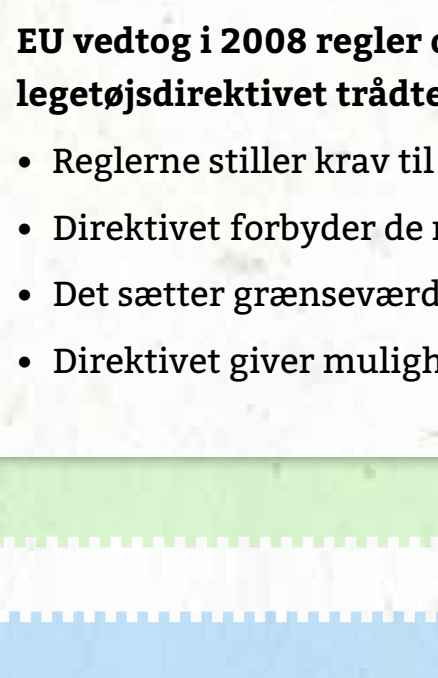 EU vedtog i 2008 regler
legetøjsdirektivet trådte
• Reglerne stiller krav til
• Direktivet forbyder de
• Det sætter grænseværd
• Direktivet giver muligh